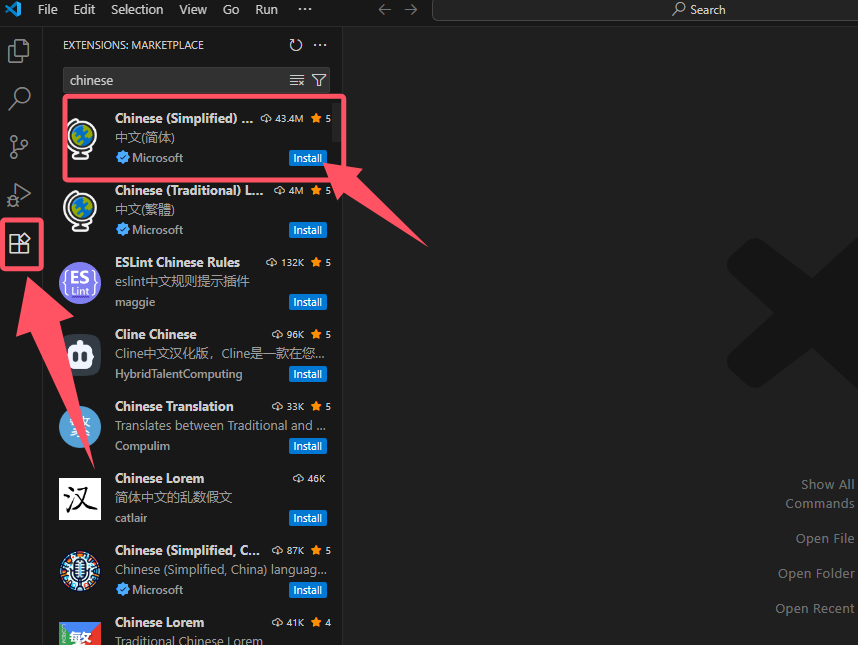 File Edit Selection View Go Run ··· Search
EXTENSIONS: MARKETPLACE ···
chinese
Chinese (Simplified) ... 43.4M 5
中文(简体)
Microsoft Install
Chinese (Traditional) L... 4M 5
中文(繁體)
Microsoft Install
ESLint Chinese Rules 132K 5
ES
Lint
eslint中文规则提示插件
maggie Install
Cline Chinese 96K 5
Cline中文汉化版，Cline是一款在您...
HybridTalentComputing Install
Chinese Translation 33K 5
繁
Translates between Traditional and ...
Compulim Install
Chinese Lorem 46K
汉
简体中文的乱数假文
catlair Install
Chinese (Simplified, C... 87K 5
Chinese (Simplified, China) languag...
Microsoft Install
Chinese Lorem 41K 4
繁
Traditional Chinese Lorem
Show All
Commands
Open File
Open Folder
Open Recent